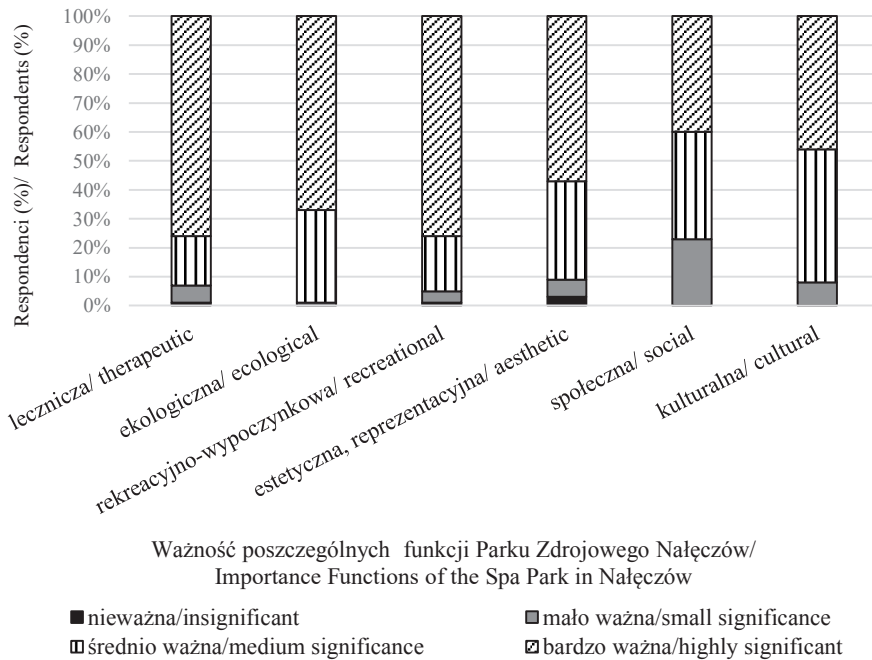 100%
90%
80%
70%
60%
50%
40%
30%
20%
10%
0%
Respondenci (%)/ Respondents (%)
lecznicza/ therapeutic
ekologiczna/ ecological
rekreacyjno-wypoczynkowa/ recreational
estetyczna, reprezentacyjna/ aesthetic
społeczna/ social
kulturalna/ cultural
Ważność poszczególnych funkcji Parku Zdrojowego Nałęczów/
Importance Functions of the Spa Park in Nałęczów
nieważna/insignificant
mało ważna/small significance
średnio ważna/medium significance
bardzo ważna/highly significant